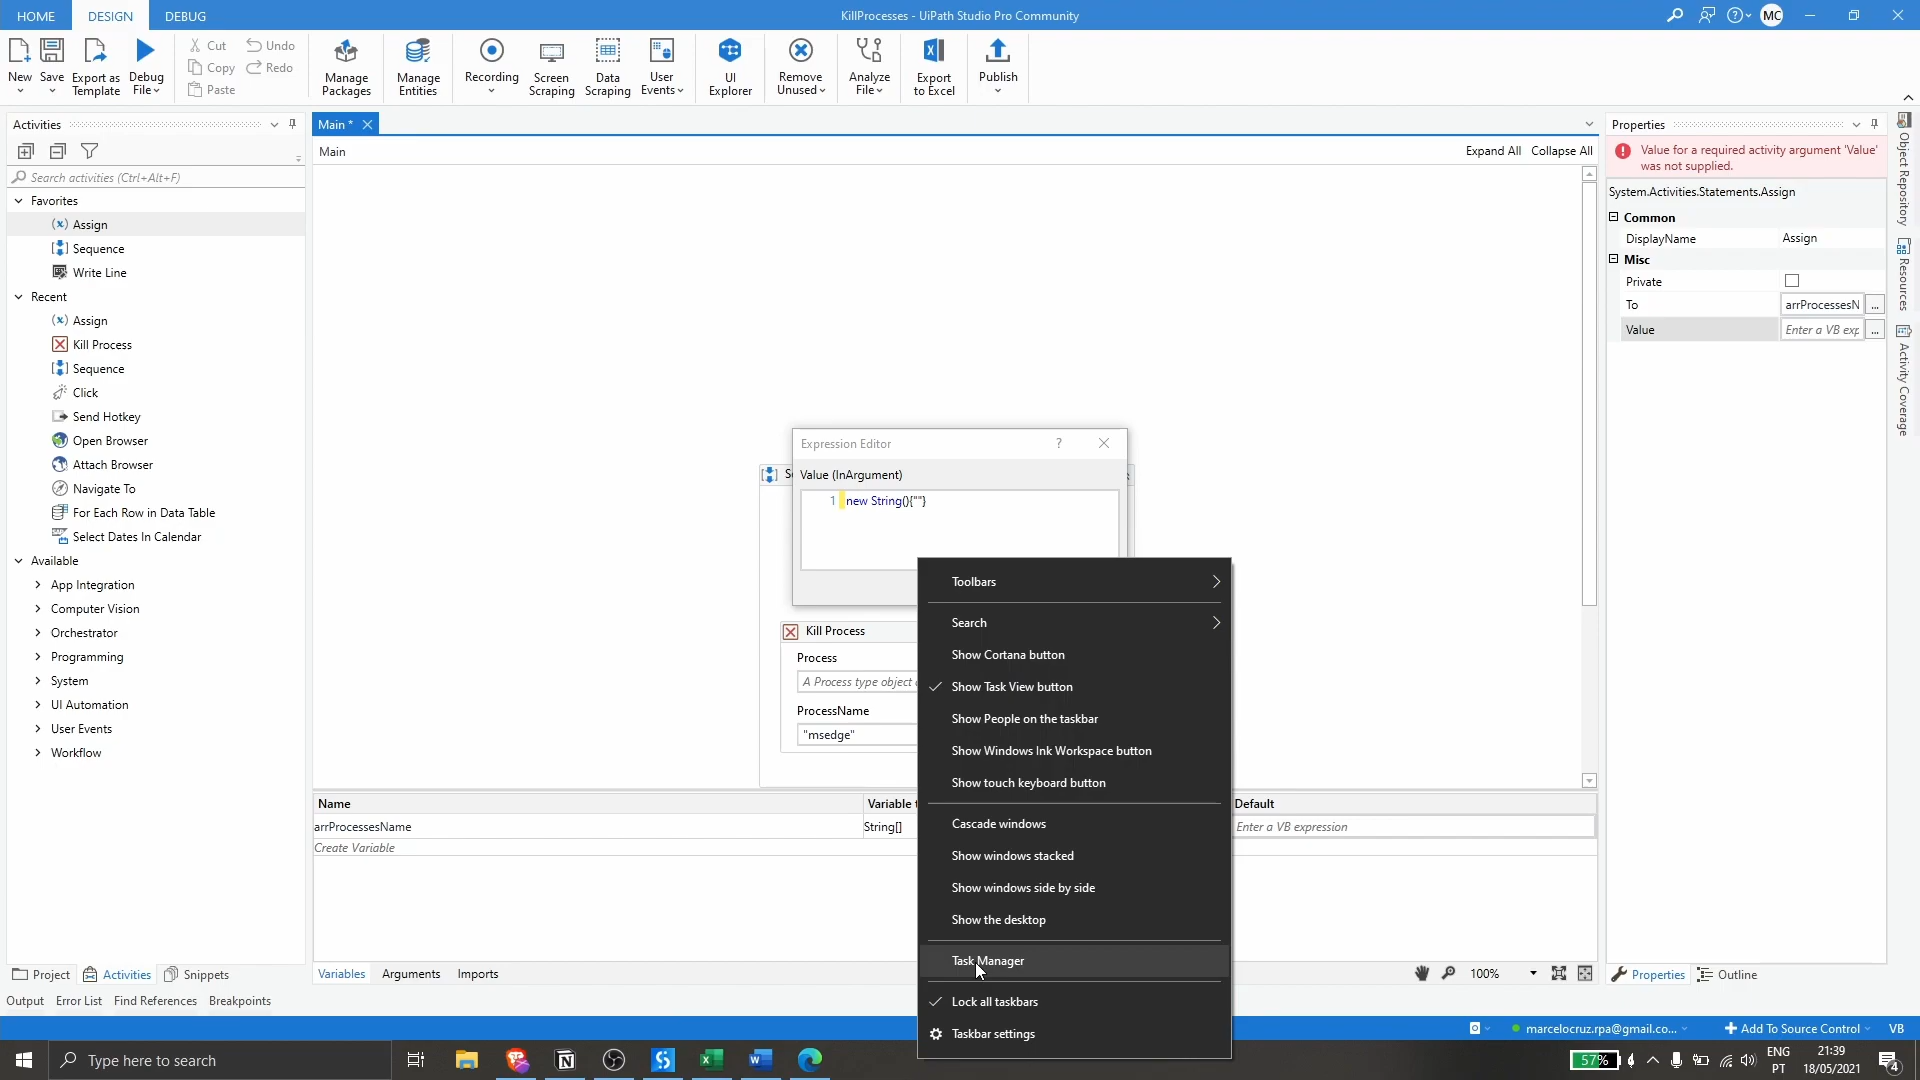 HOME DESIGN DEBUG
KillProcesses - UiPath Studio Pro Community
MC
New
Save
Export as
Template
Debug
File
Cut
Copy
Paste
Undo
Redo
Manage
Packages
Manage
Entities
Recording
Screen
Scraping
Data
Scraping
User
Events
UI
Explorer
Remove
Unused
Analyze
File
Export
to Excel
Publish
Activities
Search activities (Ctrl+Alt+F)
Favorites
Assign
Sequence
Write Line
Recent
Assign
Kill Process
Sequence
Click
Send Hotkey
Open Browser
Attach Browser
Navigate To
For Each Row in Data Table
Select Dates In Calendar
Available
App Integration
Computer Vision
Orchestrator
Programming
System
UI Automation
User Events
Workflow
Project Activities Snippets
Main *
Main
Expand All Collapse All
Expression Editor ?
Value (InArgument)
1 new String(){""}
Kill Process
Process
A Process type object
ProcessName
"msedge"
Toolbars
Search
Show Cortana button
Show Task View button
Show People on the taskbar
Show Windows Ink Workspace button
Show touch keyboard button
Cascade windows
Show windows stacked
Show windows side by side
Show the desktop
Task Manager
Lock all taskbars
Taskbar settings
Name Variable t Default
arrProcessesName String[] Enter a VB expression
Create Variable
Variables Arguments Imports
100%
Properties
Value for a required activity argument 'Value'
was not supplied.
System.Activities.Statements.Assign
Common
DisplayName Assign
Misc
Private
To arrProcessesN ...
Value Enter a VB exp ...
Properties Outline
Object Repository
Resources
Activity Coverage
Output Error List Find References Breakpoints
marcelocruz.rpa@gmail.co... Add To Source Control VB
Type here to search
57%
ENG
PT
21:39
18/05/2021
4